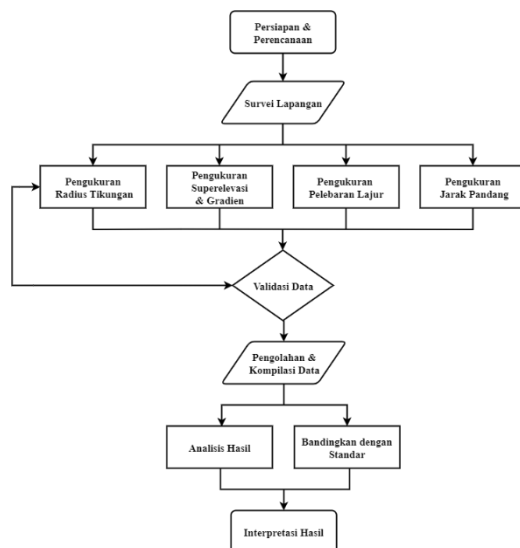 Persiapan &
Perencanaan
Survei Lapangan
Pengukuran
Radius Tikungan
Pengukuran
Superelevasi
& Gradien
Pengukuran
Pelebaran Lajur
Pengukuran
Jarak Pandang
Validasi Data
Pengolahan &
Kompilasi Data
Analisis Hasil
Bandingkan dengan
Standar
Interpretasi Hasil